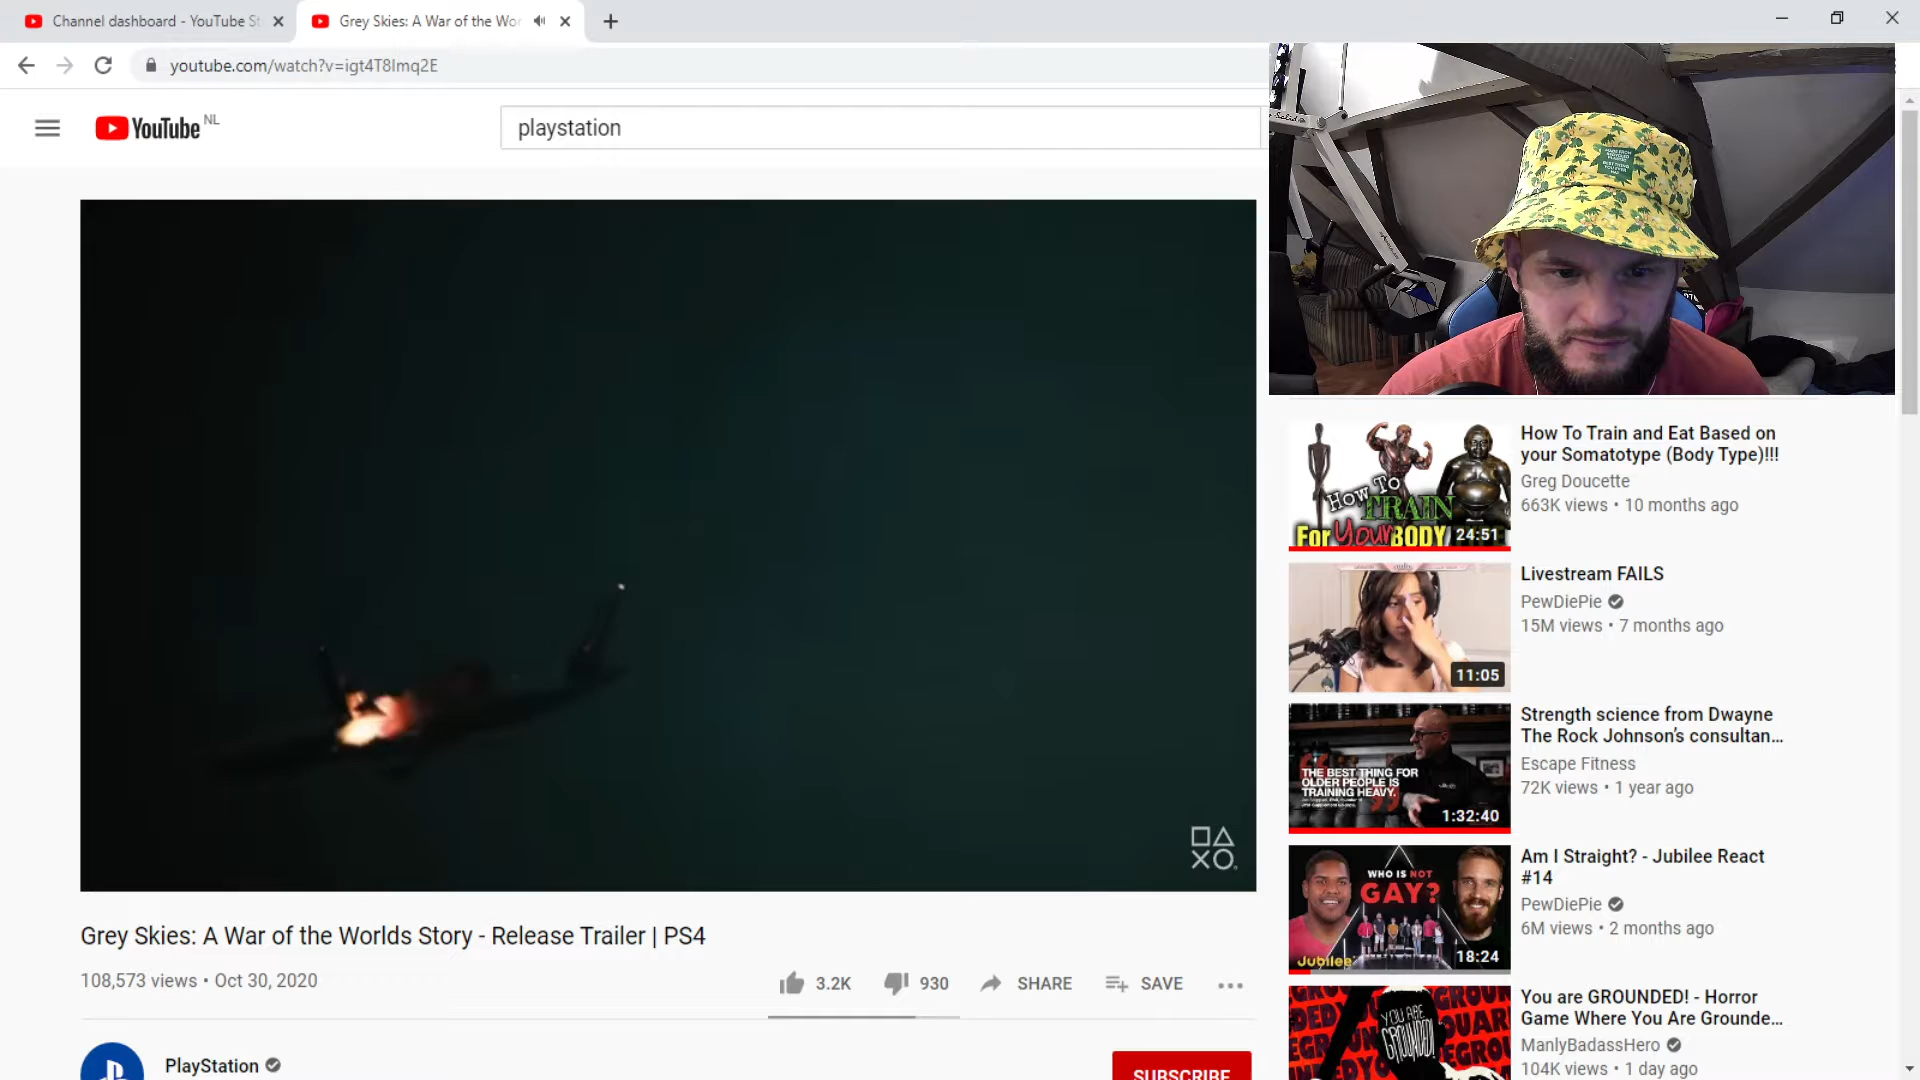 Channel dashboard - YouTube St
Grey Skies: A War of the Wor
youtube.com/watch?v=igt4T8lmq2E
YouTube NL
playstation
How To Train and Eat Based on
your Somatotype (Body Type)!!!
Greg Doucette
663K views • 10 months ago
How To
TRAIN
For Your BODY
24:51
Livestream FAILS
PewDiePie
15M views • 7 months ago
11:05
Strength science from Dwayne
The Rock Johnson's consultan...
Escape Fitness
72K views • 1 year ago
THE BEST THING FOR
OLDER PEOPLE IS
TRAINING HEAVY.
1:32:40
Am I Straight? - Jubilee React
#14
PewDiePie
6M views • 2 months ago
WHO IS NOT
GAY?
Jubilee
18:24
You are GROUNDED! - Horror
Game Where You Are Grounde...
ManlyBadassHero
104K views • 1 day ago
YOU ARE
GROUNDED!
Grey Skies: A War of the Worlds Story - Release Trailer | PS4
108,573 views • Oct 30, 2020
3.2K
930
SHARE
SAVE
PlayStation
SUBSCRIBE